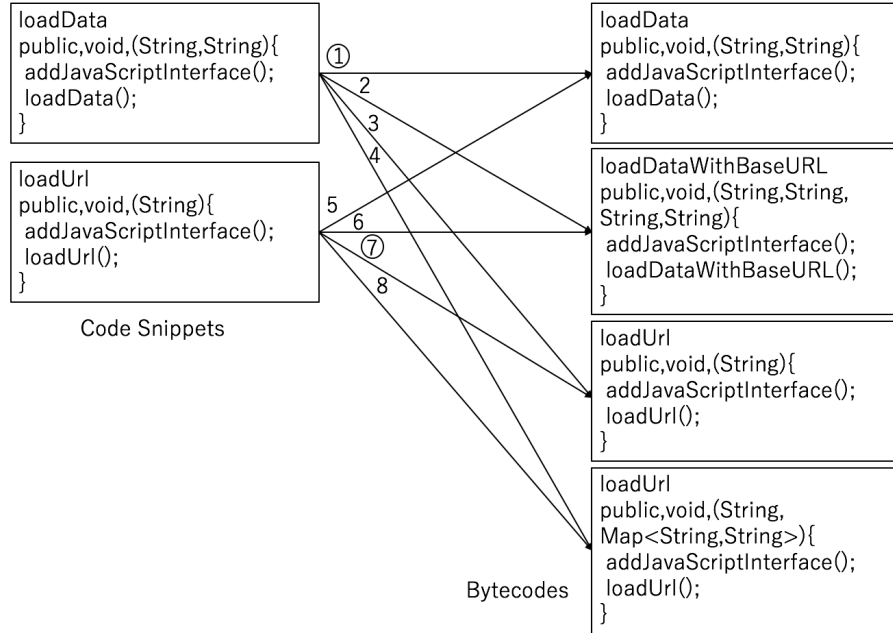 loadData
public,void,(String,String){
addJavaScriptInterface();
loadData();
}
loadUrl
public,void,(String){
addJavaScriptInterface();
loadUrl();
}
Code Snippets
①
2
3
4
5
6
⑦
8
loadData
public,void,(String,String){
addJavaScriptInterface();
loadData();
}
loadDataWithBaseURL
public,void,(String,String,
String,String){
addJavaScriptInterface();
loadDataWithBaseURL();
}
loadUrl
public,void,(String){
addJavaScriptInterface();
loadUrl();
}
loadUrl
public,void,(String,
Map<String,String>){
addJavaScriptInterface();
loadUrl();
}
Bytecodes